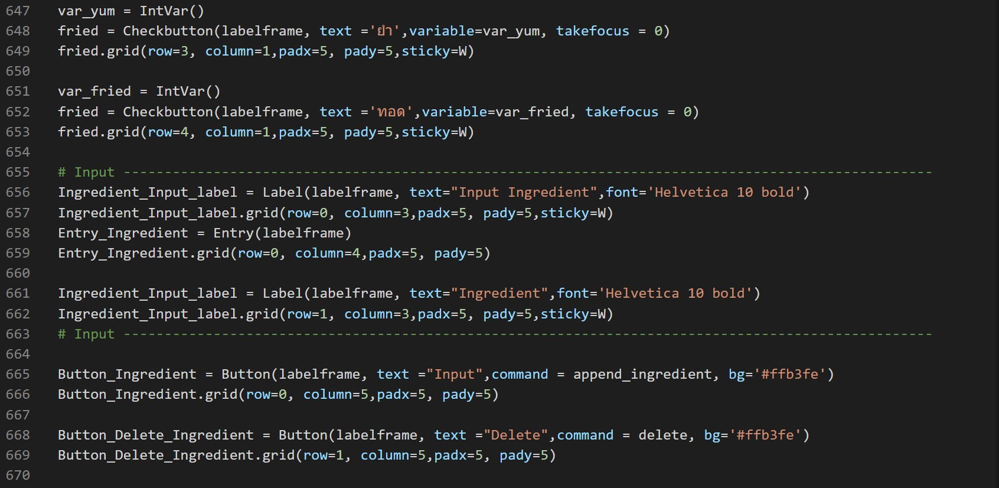 647 var_yum = IntVar()
648 fried = Checkbutton(labelframe, text ='ยำ',variable=var_yum, takefocus = 0)
649 fried.grid(row=3, column=1,padx=5, pady=5,sticky=W)
650
651 var_fried = IntVar()
652 fried = Checkbutton(labelframe, text ='ทอด',variable=var_fried, takefocus = 0)
653 fried.grid(row=4, column=1,padx=5, pady=5,sticky=W)
654
655 # Input ---------------------------------------------------------------------------------------------------
656 Ingredient_Input_label = Label(labelframe, text="Input Ingredient",font='Helvetica 10 bold')
657 Ingredient_Input_label.grid(row=0, column=3,padx=5, pady=5,sticky=W)
658 Entry_Ingredient = Entry(labelframe)
659 Entry_Ingredient.grid(row=0, column=4,padx=5, pady=5)
660
661 Ingredient_Input_label = Label(labelframe, text="Ingredient",font='Helvetica 10 bold')
662 Ingredient_Input_label.grid(row=1, column=3,padx=5, pady=5,sticky=W)
663 # Input ---------------------------------------------------------------------------------------------------
664
665 Button_Ingredient = Button(labelframe, text ="Input",command = append_ingredient, bg='#ffb3fe')
666 Button_Ingredient.grid(row=0, column=5,padx=5, pady=5)
667
668 Button_Delete_Ingredient = Button(labelframe, text ="Delete",command = delete, bg='#ffb3fe')
669 Button_Delete_Ingredient.grid(row=1, column=5,padx=5, pady=5)
670